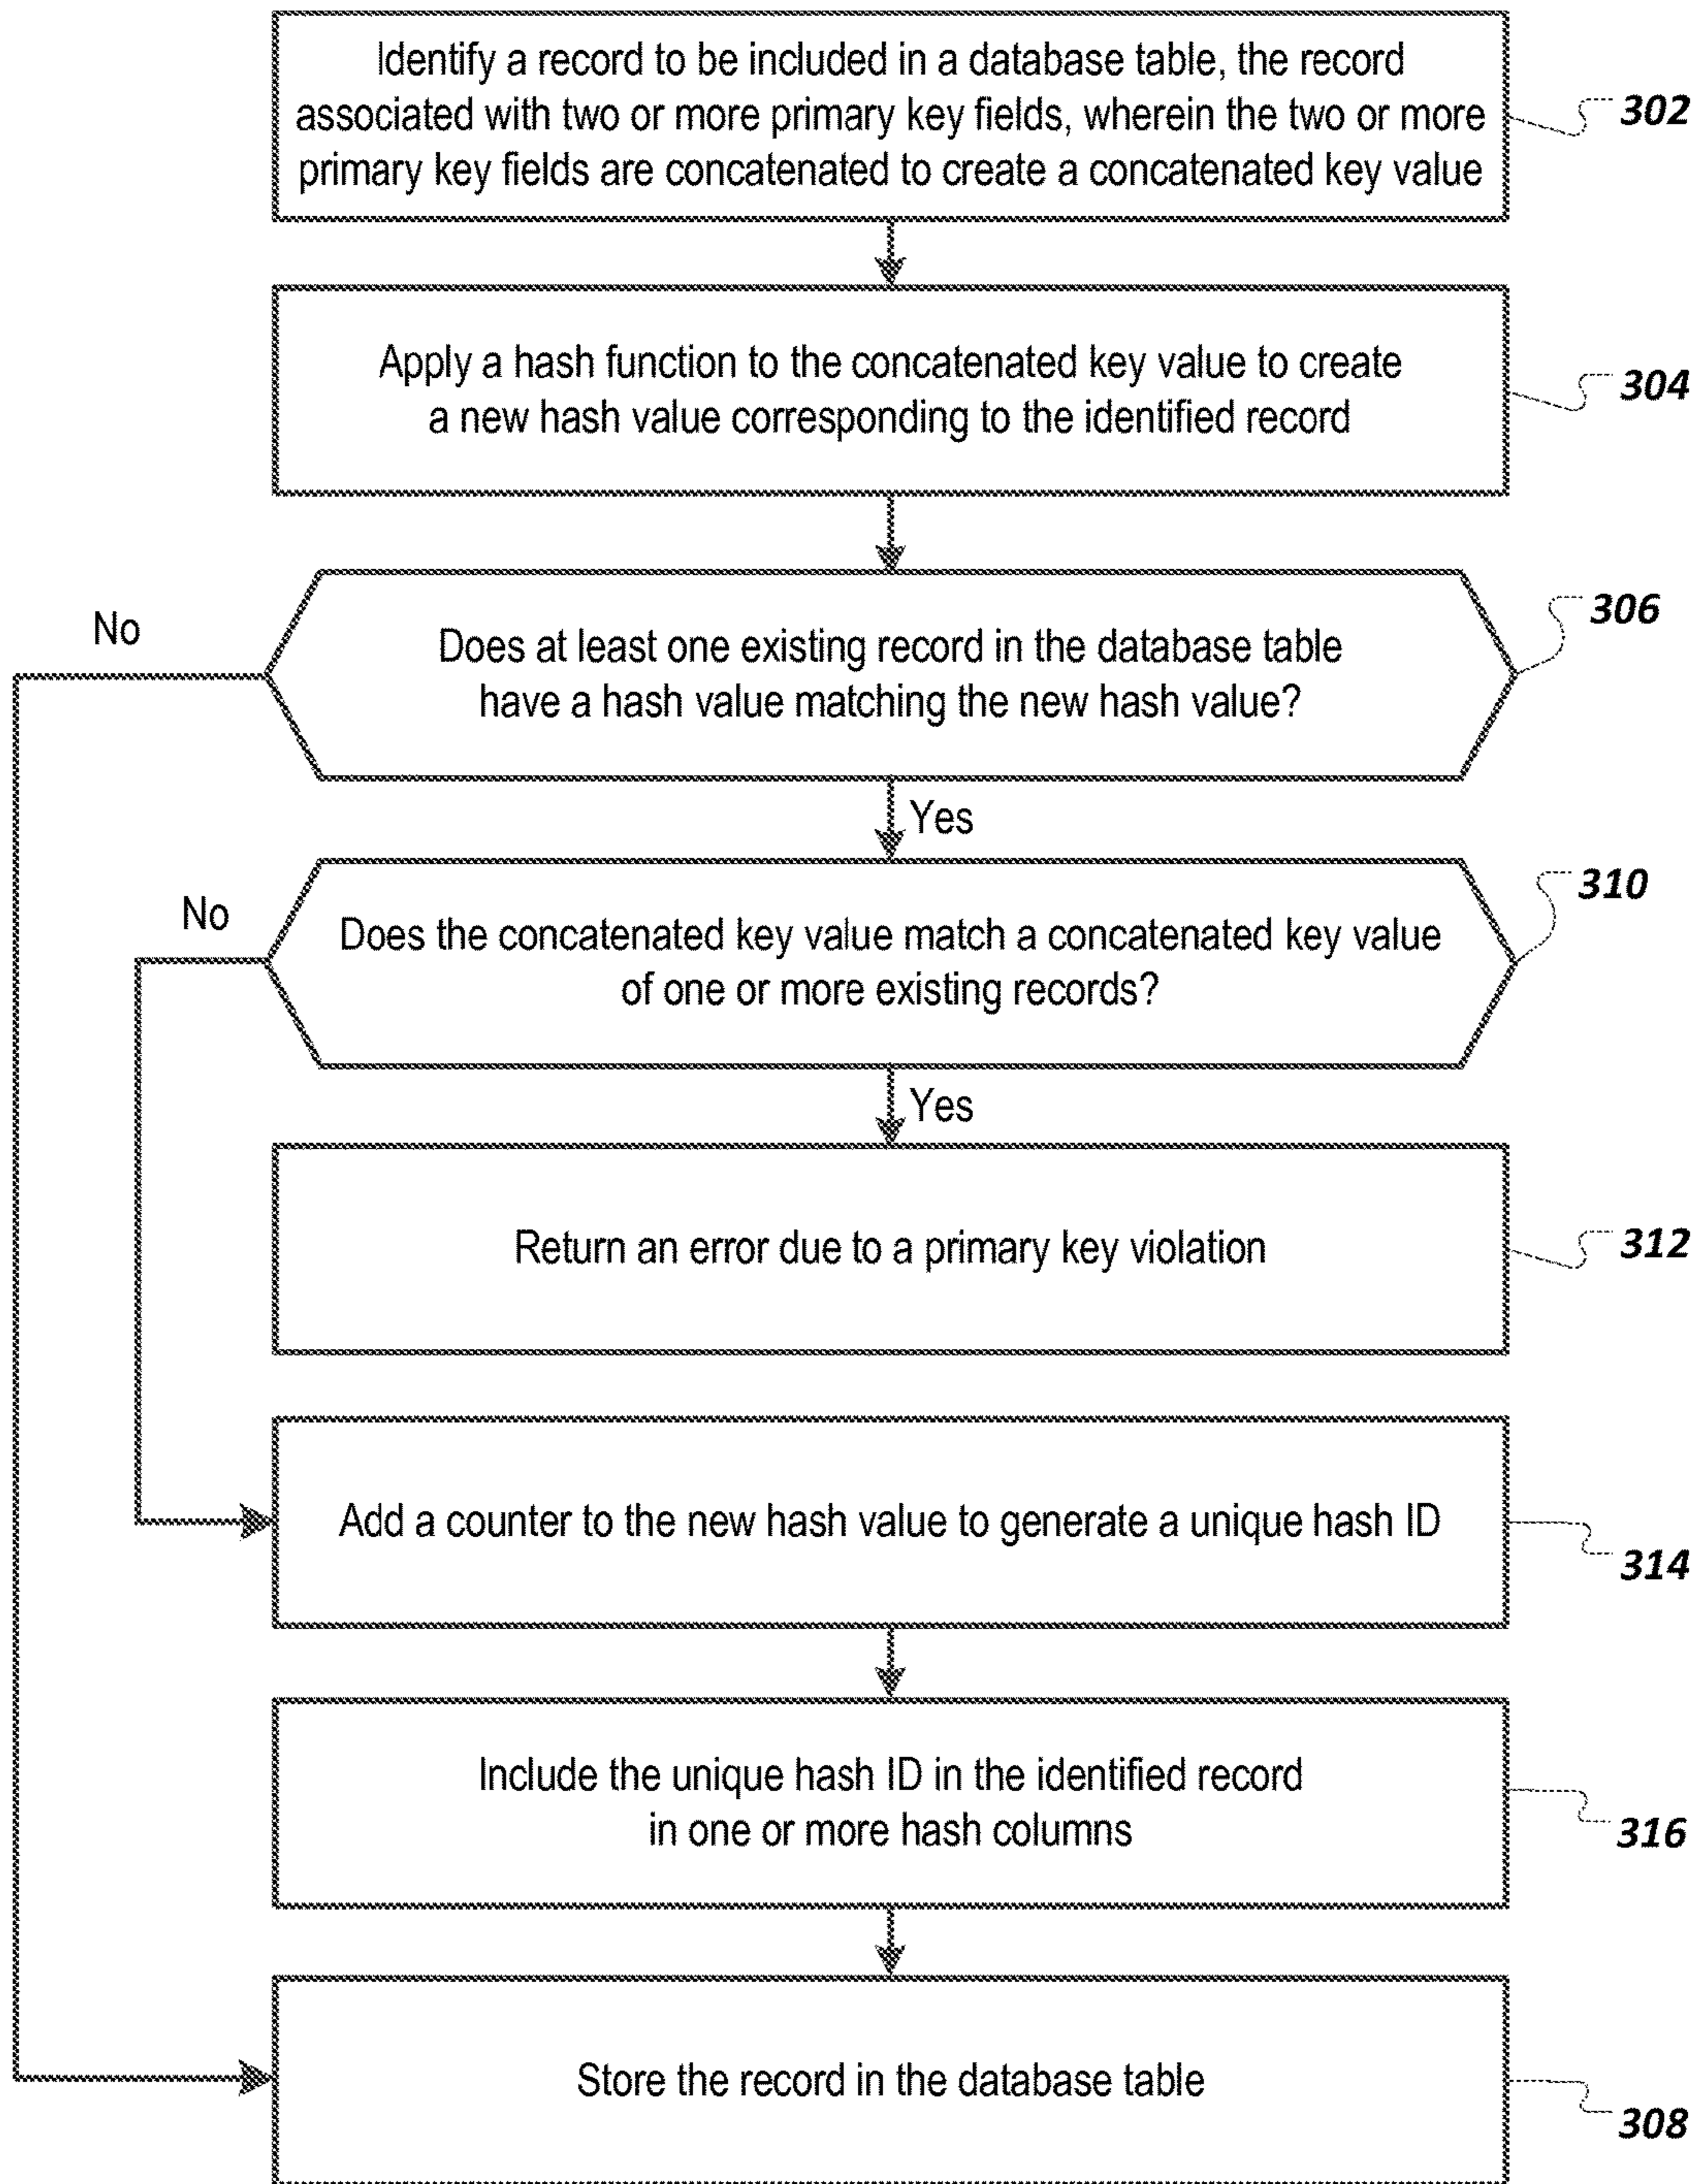 Identify a record to be included in a database table, the record
associated with two or more primary key fields, wherein the two or more
primary key fields are concatenated to create a concatenated key value
302
Apply a hash function to the concatenated key value to create
a new hash value corresponding to the identified record
304
No
Does at least one existing record in the database table
have a hash value matching the new hash value?
306
Yes
No
Does the concatenated key value match a concatenated key value
of one or more existing records?
310
Yes
Return an error due to a primary key violation
312
Add a counter to the new hash value to generate a unique hash ID
314
Include the unique hash ID in the identified record
in one or more hash columns
316
Store the record in the database table
308